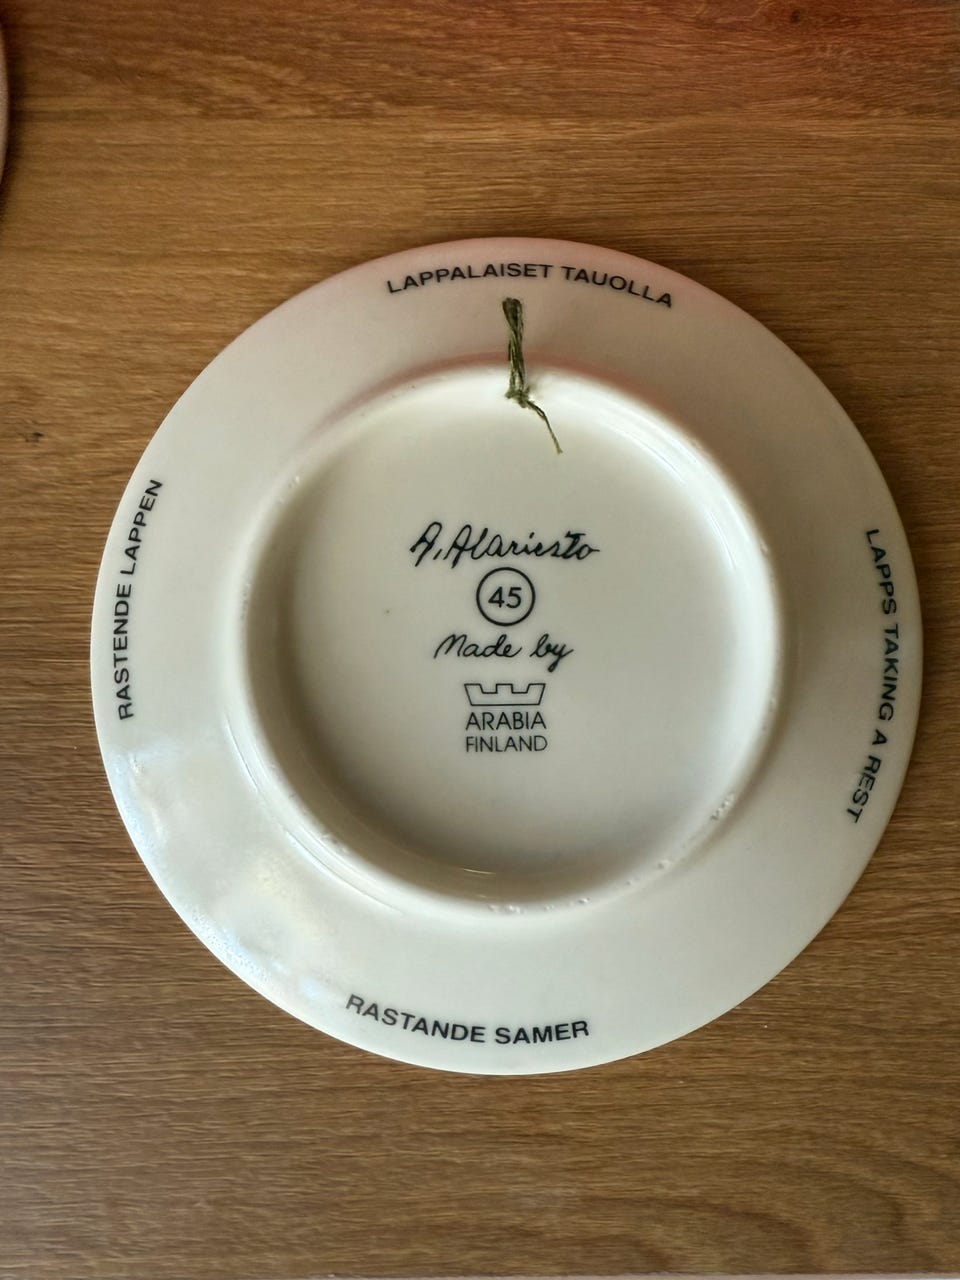 LAPPALAISET TAUOLLA
RASTENDE LAPPEN
LAPPS TAKING A REST
A. Alariesto
45
Made by
ARABIA
FINLAND
RASTANDE SAMER